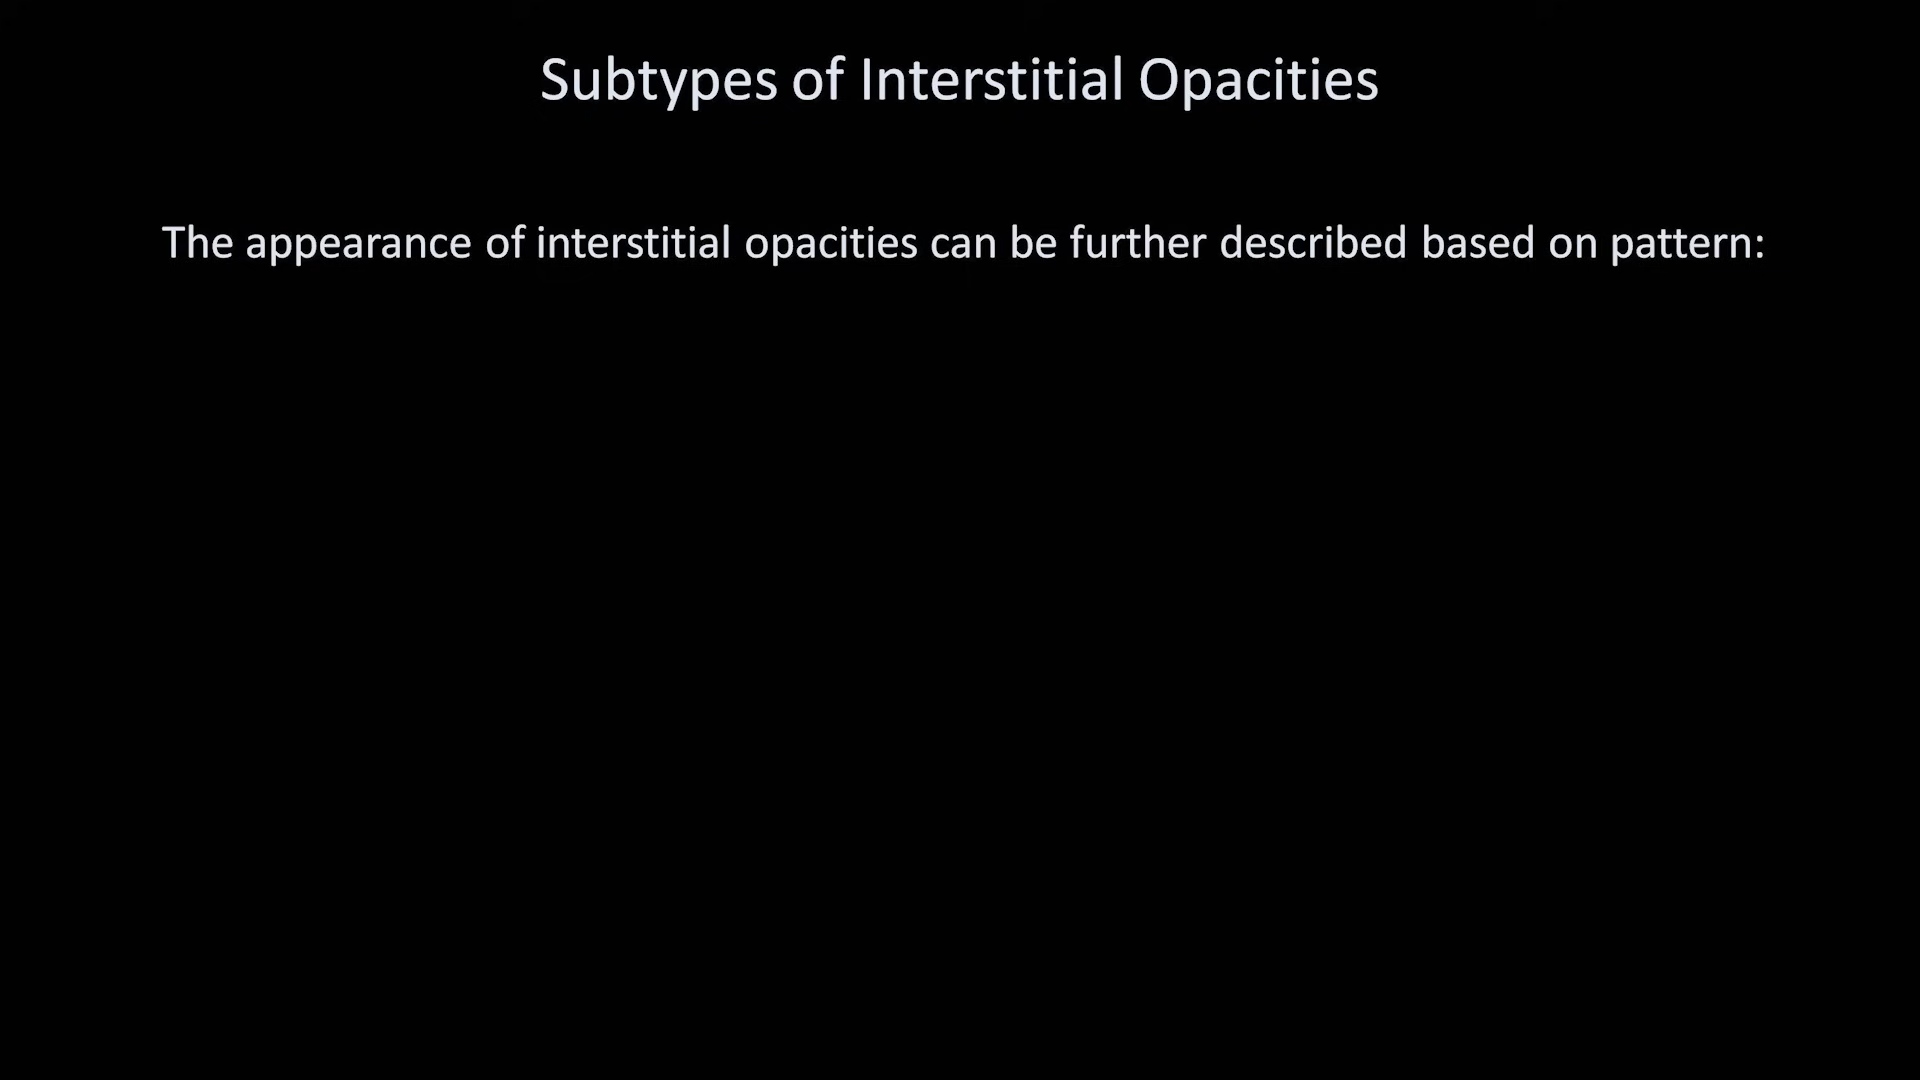 Subtypes of Interstitial Opacities
The appearance of interstitial opacities can be further described based on pattern: